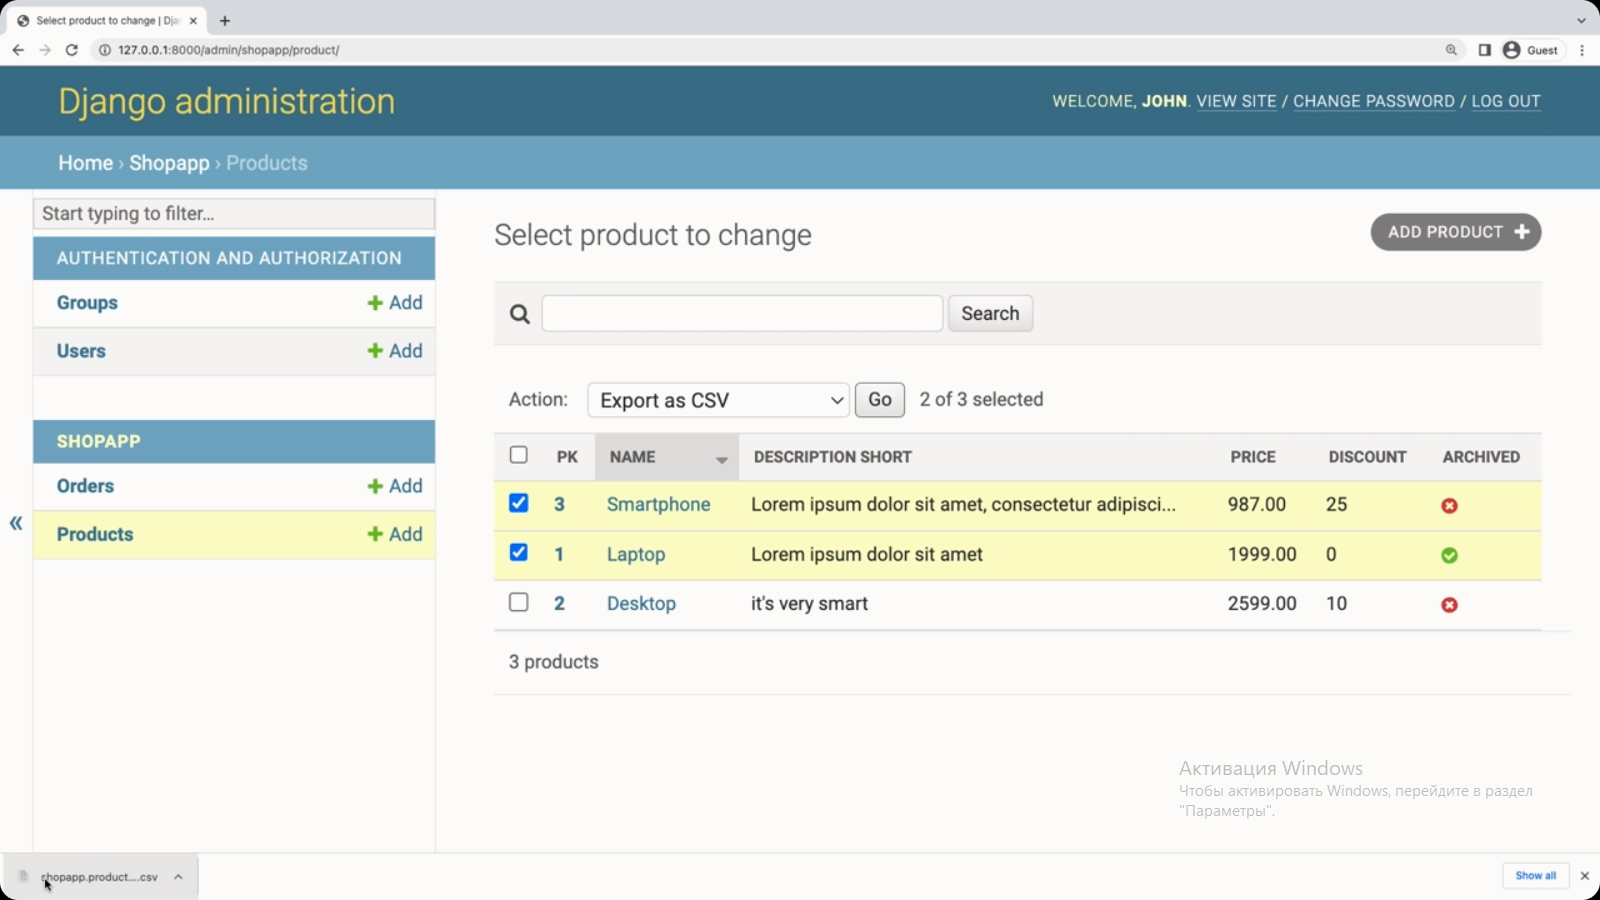 Select product to change | Dja
127.0.0.1:8000/admin/shopapp/product/
Guest
Django administration
WELCOME, JOHN. VIEW SITE / CHANGE PASSWORD / LOG OUT
Home › Shopapp › Products
Start typing to filter...
AUTHENTICATION AND AUTHORIZATION
Groups + Add
Users + Add
SHOPAPP
Orders + Add
Products + Add
«
Select product to change
ADD PRODUCT +
Search
Action: Export as CSV Go 2 of 3 selected
PK NAME DESCRIPTION SHORT PRICE DISCOUNT ARCHIVED
3 Smartphone Lorem ipsum dolor sit amet, consectetur adipisci... 987.00 25
1 Laptop Lorem ipsum dolor sit amet 1999.00 0
2 Desktop it's very smart 2599.00 10
3 products
Активация Windows
Чтобы активировать Windows, перейдите в раздел
"Параметры".
shopapp.product....csv
Show all